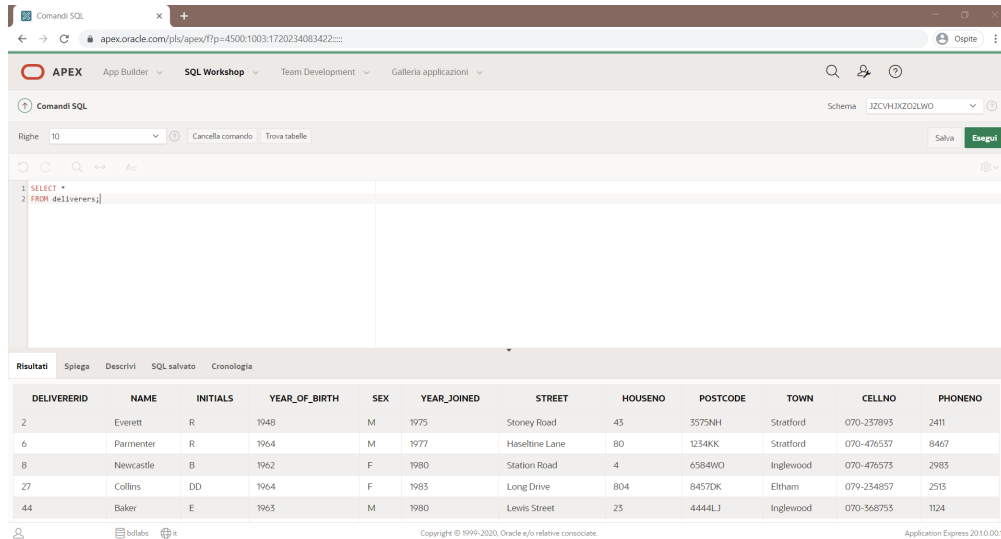 Comandi SQL
apex.oracle.com/pls/apex/f?p=4500:1003:1720234083422:::::
Ospite
APEX App Builder SQL Workshop Team Development Galleria applicazioni
Comandi SQL Schema JZCVHJXZO2LWO
Righe 10 Cancella comando Trova tabelle Salva Esegui
A::
1 SELECT *
2 FROM deliverers;
Risultati Spiega Descrivi SQL salvato Cronologia
DELIVERERID NAME INITIALS YEAR_OF_BIRTH SEX YEAR_JOINED STREET HOUSENO POSTCODE TOWN CELLNO PHONENO
2 Everett R 1948 M 1975 Stoney Road 43 3575NH Stratford 070-237893 2411
6 Parmenter R 1964 M 1977 Haseltine Lane 80 1234KK Stratford 070-476537 8467
8 Newcastle B 1962 F 1980 Station Road 4 6584WO Inglewood 070-476573 2983
27 Collins DD 1964 F 1983 Long Drive 804 8457DK Eltham 079-234857 2513
44 Baker E 1963 M 1980 Lewis Street 23 4444LJ Inglewood 070-368753 1124
bdlabs it Copyright © 1999-2020, Oracle e/o relative consociate. Application Express 20.1.0.00.